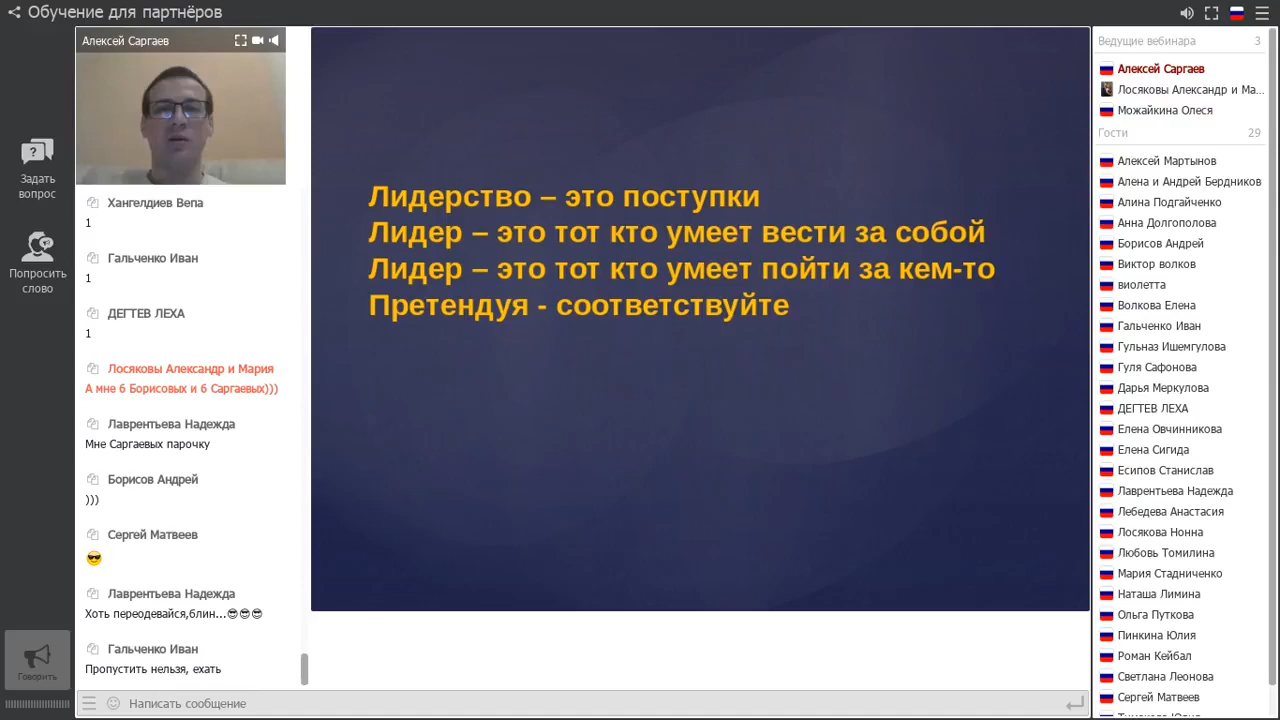 Обучение для партнёров
Задать
вопрос
Попросить
слово
Говорить
Алексей Саргаев
Хангелдиев Вепа
1
Гальченко Иван
1
ДЕГТЕВ ЛЕХА
1
Лосяковы Александр и Мария
А мне 6 Борисовых и 6 Саргаевых)))
Лаврентьева Надежда
Мне Саргаевых парочку
Борисов Андрей
)))
Сергей Матвеев
Лаврентьева Надежда
Хоть переодевайся,блин...😎😎😎
Гальченко Иван
Пропустить нельзя, ехать
Написать сообщение
Лидерство – это поступки
Лидер – это тот кто умеет вести за собой
Лидер – это тот кто умеет пойти за кем-то
Претендуя - соответствуйте
Ведущие вебинара 3
Алексей Саргаев
Лосяковы Александр и Ма...
Можайкина Олеся
Гости 29
Алексей Мартынов
Алена и Андрей Бердников
Алина Подгайченко
Анна Долгополова
Борисов Андрей
Виктор волков
виолетта
Волкова Елена
Гальченко Иван
Гульназ Ишемгулова
Гуля Сафонова
Дарья Меркулова
ДЕГТЕВ ЛЕХА
Елена Овчинникова
Елена Сигида
Есипов Станислав
Лаврентьева Надежда
Лебедева Анастасия
Лосякова Нонна
Любовь Томилина
Мария Стадниченко
Наташа Лимина
Ольга Путкова
Пинкина Юлия
Роман Кейбал
Светлана Леонова
Сергей Матвеев